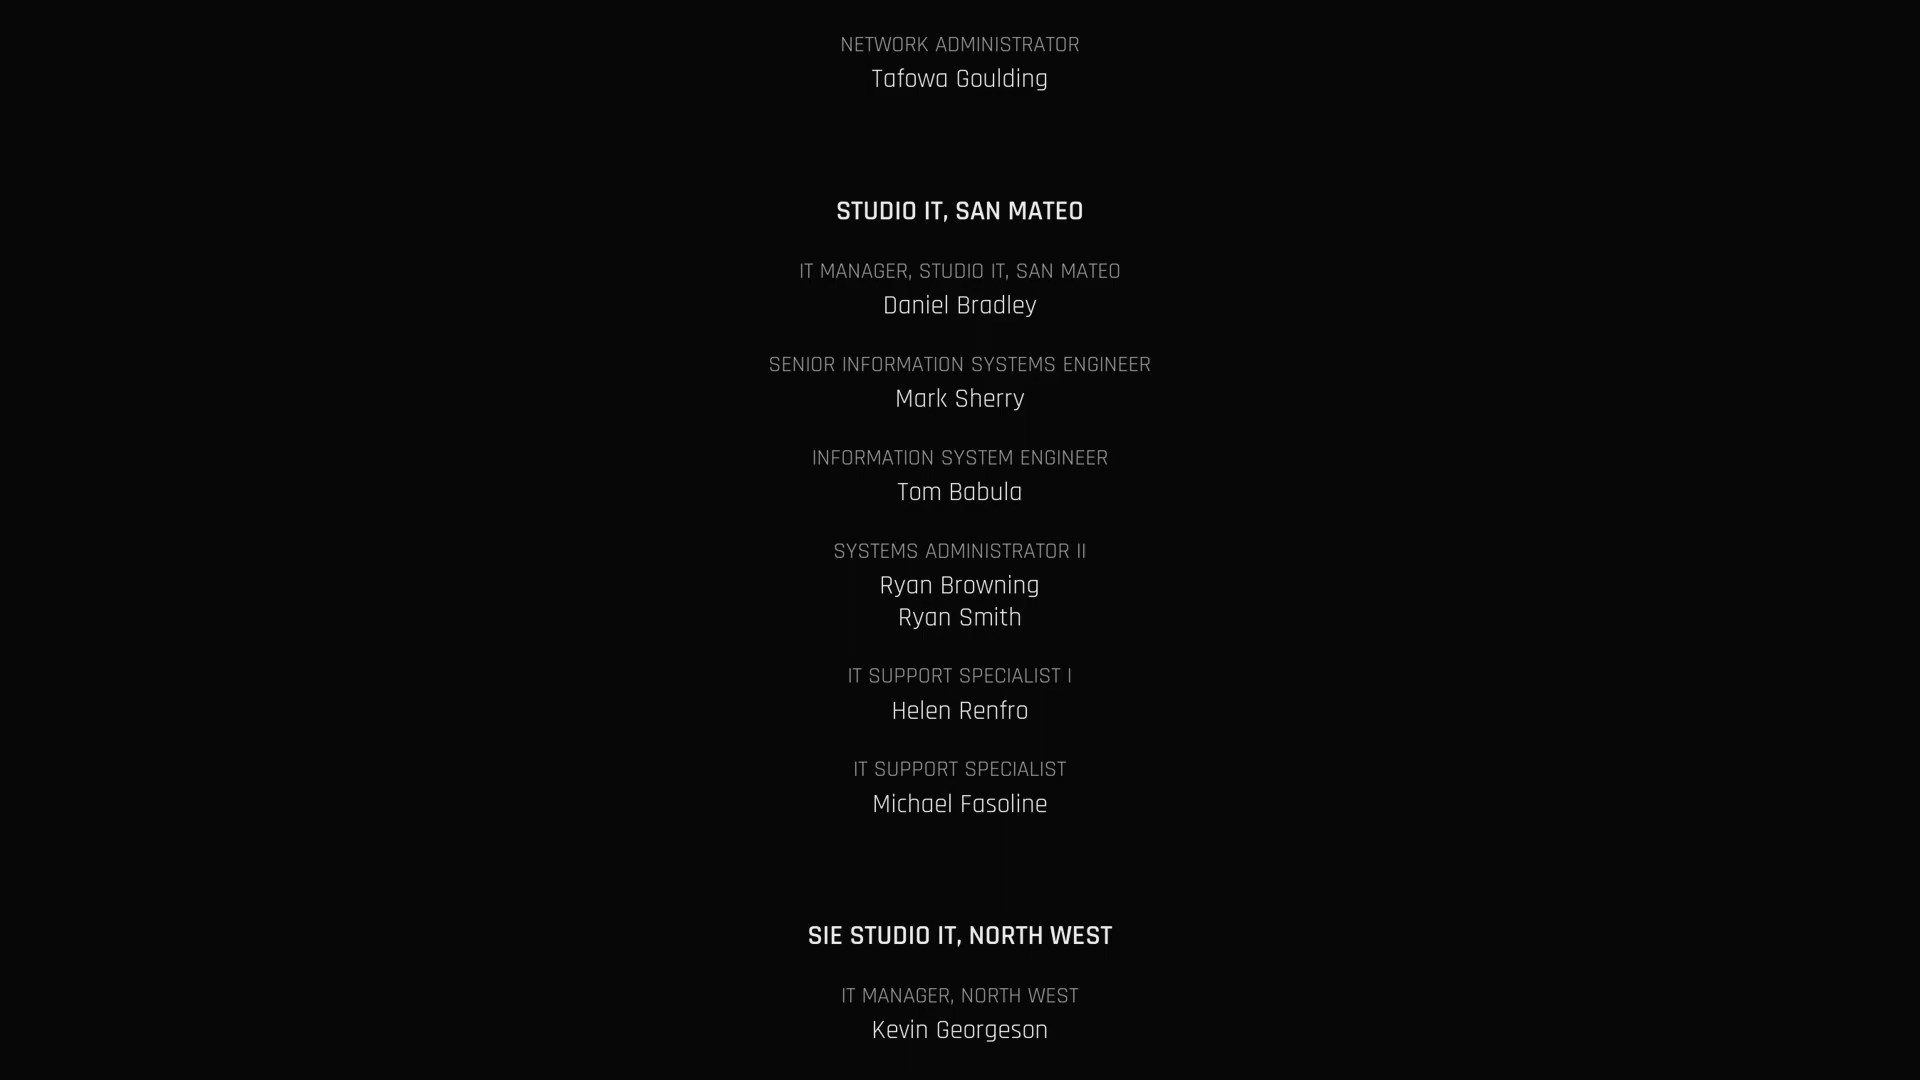 NETWORK ADMINISTRATOR
Tafowa Goulding
STUDIO IT, SAN MATEO
IT MANAGER, STUDIO IT, SAN MATEO
Daniel Bradley
SENIOR INFORMATION SYSTEMS ENGINEER
Mark Sherry
INFORMATION SYSTEM ENGINEER
Tom Babula
SYSTEMS ADMINISTRATOR II
Ryan Browning
Ryan Smith
IT SUPPORT SPECIALIST I
Helen Renfro
IT SUPPORT SPECIALIST
Michael Fasoline
SIE STUDIO IT, NORTH WEST
IT MANAGER, NORTH WEST
Kevin Georgeson